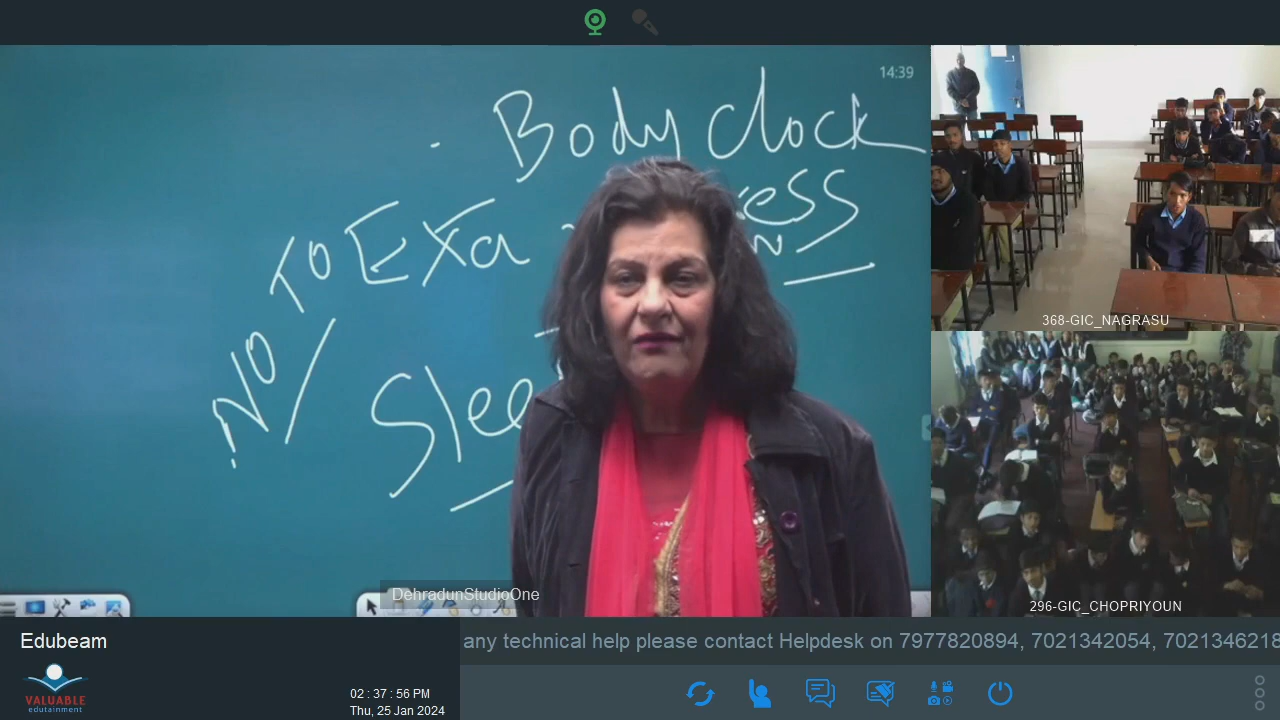 14:39
Body clock
TO Exa
ess
N
NO/
Slee
368-GIC_NAGRASU
DehradunStudioOne
296-GIC_CHOPRIYOUN
Edubeam
any technical help please contact Helpdesk on 7977820894, 7021342054, 7021346218
VALUABLE
edutainment
02 : 37 : 56 PM
Thu, 25 Jan 2024